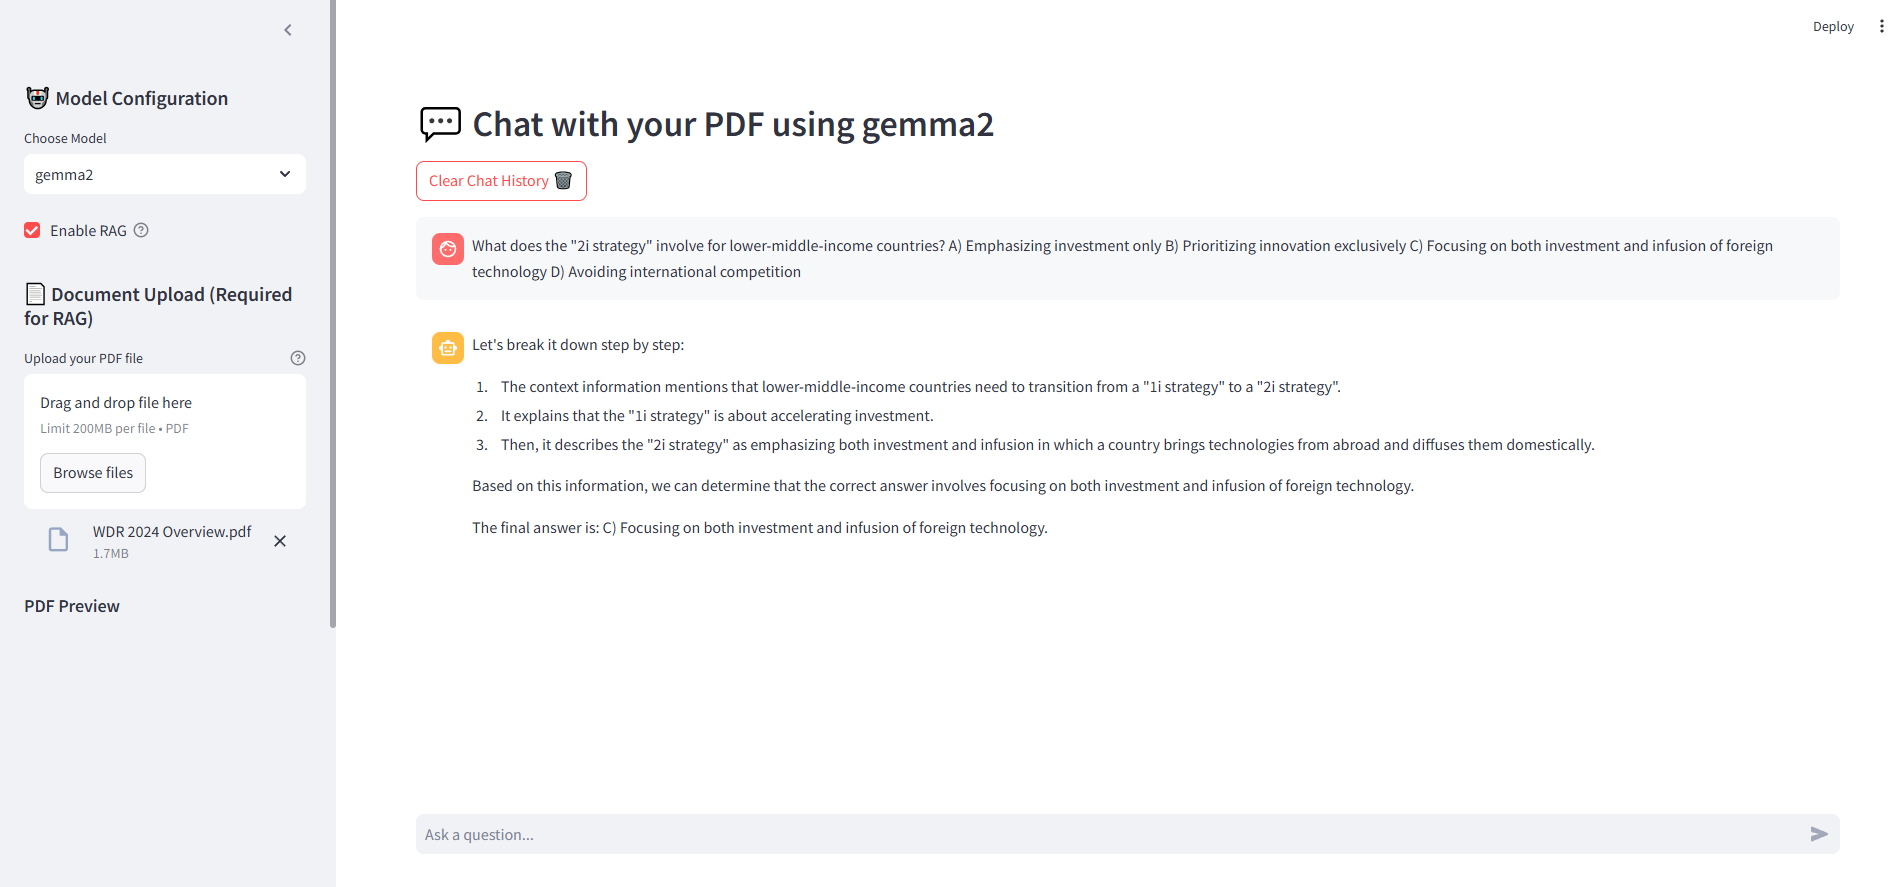 Deploy
Model Configuration
Choose Model
gemma2
Enable RAG
Document Upload (Required
for RAG)
Upload your PDF file
Drag and drop file here
Limit 200MB per file • PDF
Browse files
WDR 2024 Overview.pdf
1.7MB
PDF Preview
Chat with your PDF using gemma2
Clear Chat History
What does the "2i strategy" involve for lower-middle-income countries? A) Emphasizing investment only B) Prioritizing innovation exclusively C) Focusing on both investment and infusion of foreign
technology D) Avoiding international competition
Let's break it down step by step:
1. The context information mentions that lower-middle-income countries need to transition from a "1i strategy" to a "2i strategy".
2. It explains that the "1i strategy" is about accelerating investment.
3. Then, it describes the "2i strategy" as emphasizing both investment and infusion in which a country brings technologies from abroad and diffuses them domestically.
Based on this information, we can determine that the correct answer involves focusing on both investment and infusion of foreign technology.
The final answer is: C) Focusing on both investment and infusion of foreign technology.
Ask a question...